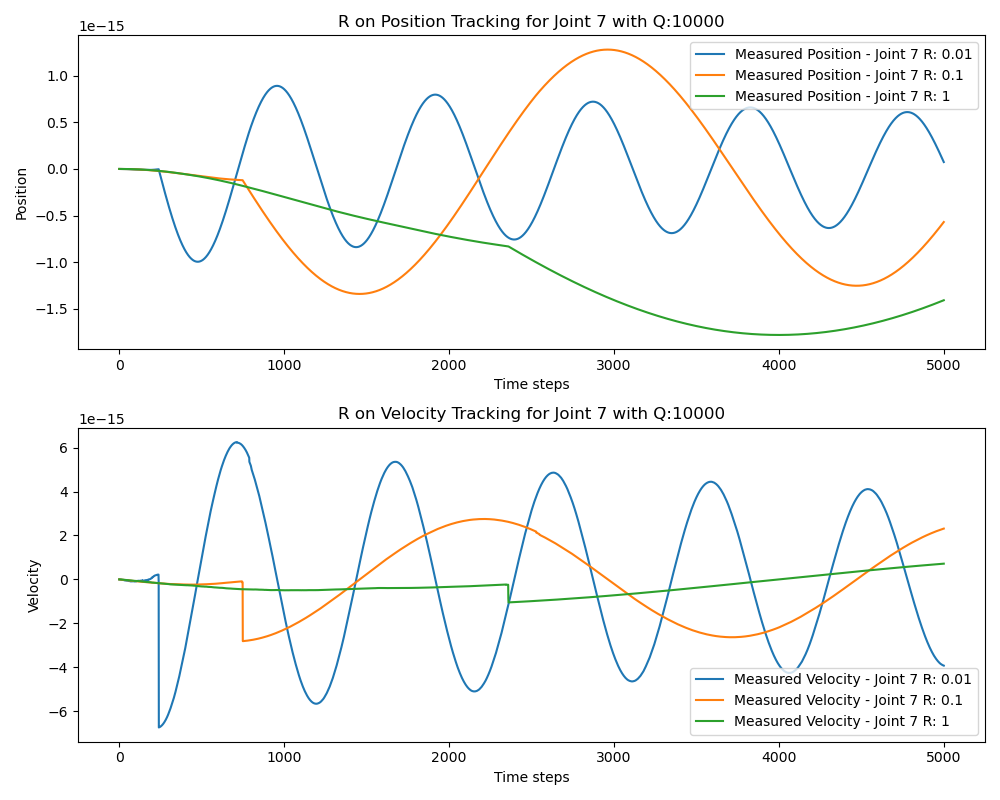 R on Position Tracking for Joint 7 with Q:10000
1e−15
Measured Position - Joint 7 R: 0.01
Measured Position - Joint 7 R: 0.1
Measured Position - Joint 7 R: 1
Position
1.0
0.5
0.0
−0.5
−1.0
−1.5
0 1000 2000 3000 4000 5000
Time steps
R on Velocity Tracking for Joint 7 with Q:10000
1e−15
Velocity
6
4
2
0
−2
−4
−6
Measured Velocity - Joint 7 R: 0.01
Measured Velocity - Joint 7 R: 0.1
Measured Velocity - Joint 7 R: 1
0 1000 2000 3000 4000 5000
Time steps